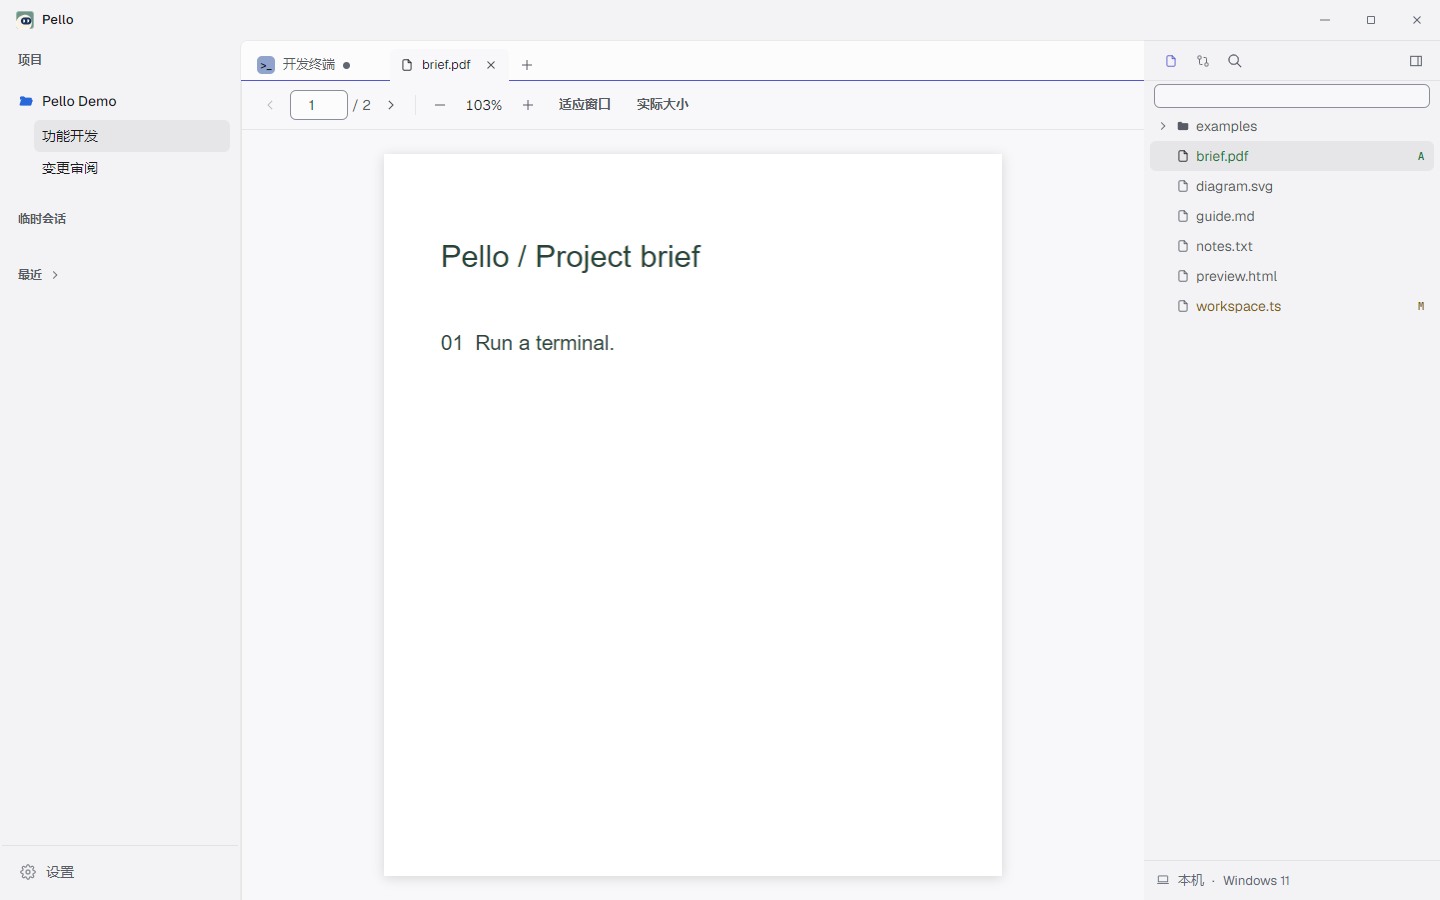 Pello
项目
Pello Demo
功能开发
变更审阅
临时会话
最近
设置
开发终端
brief.pdf
1 / 2
103%
适应窗口
实际大小
Pello / Project brief
01 Run a terminal.
examples
brief.pdf A
diagram.svg
guide.md
notes.txt
preview.html
workspace.ts M
本机 · Windows 11